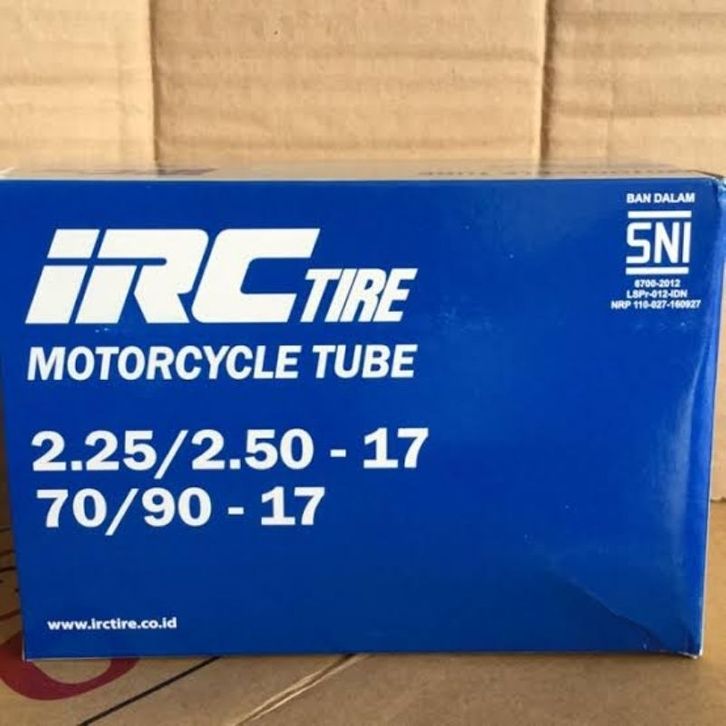 iRC TIRE
MOTORCYCLE TUBE
2.25/2.50 - 17
70/90 - 17
www.irctire.co.id
BAN DALAM
SNI
6700-2012
LSPr-012-IDN
NRP 110-027-160927